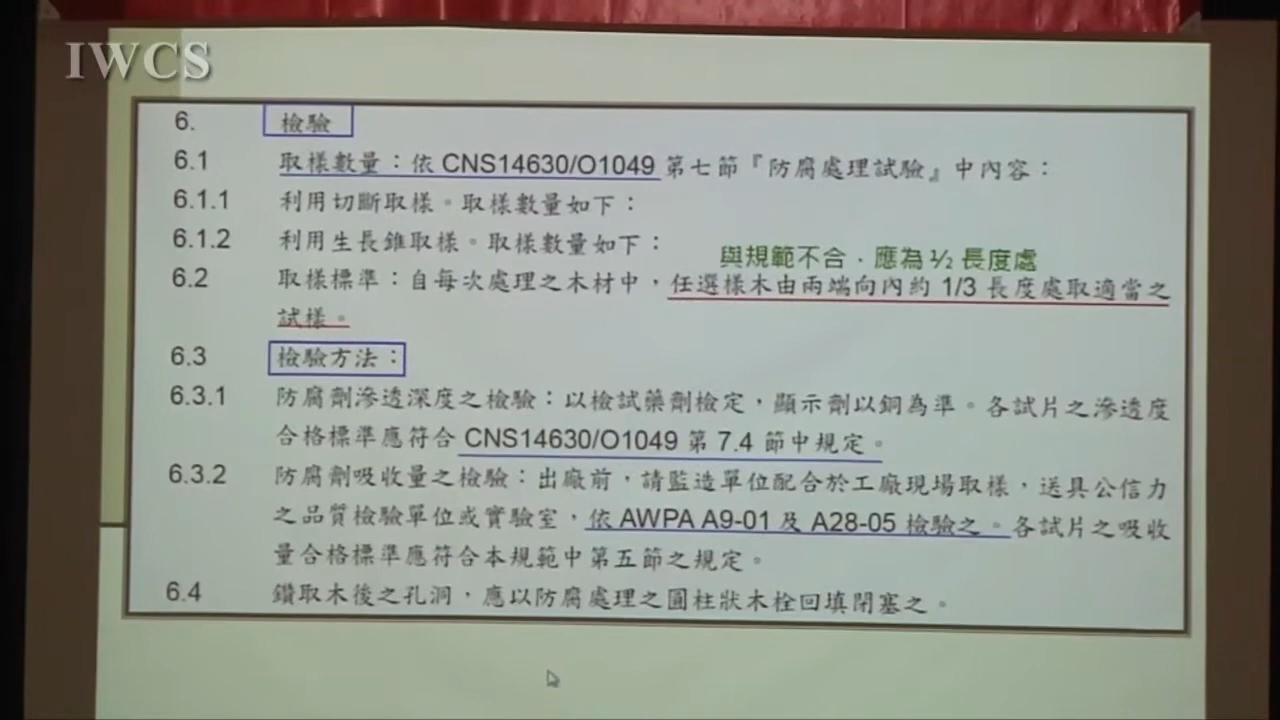 IWCS
6. 檢驗
6.1 取樣數量：依 CNS14630/O1049 第七節『防腐處理試驗』中內容：
6.1.1 利用切斷取樣。取樣數量如下：
6.1.2 利用生長錐取樣。取樣數量如下：
與規範不合．應為 ½ 長度處
6.2 取樣標準：自每次處理之木材中，任選樣木由兩端向內約 1/3 長度處取適當之
試樣。
6.3 檢驗方法：
6.3.1 防腐劑滲透深度之檢驗：以檢試藥劑檢定，顯示劑以銅為準。各試片之滲透度
合格標準應符合 CNS14630/O1049 第 7.4 節中規定。
6.3.2 防腐劑吸收量之檢驗：出廠前，請監造單位配合於工廠現場取樣，送具公信力
之品質檢驗單位或實驗室，依 AWPA A9-01 及 A28-05 檢驗之。各試片之吸收
量合格標準應符合本規範中第五節之規定。
6.4 鑽取木後之孔洞，應以防腐處理之圓柱狀木栓回填閉塞之。